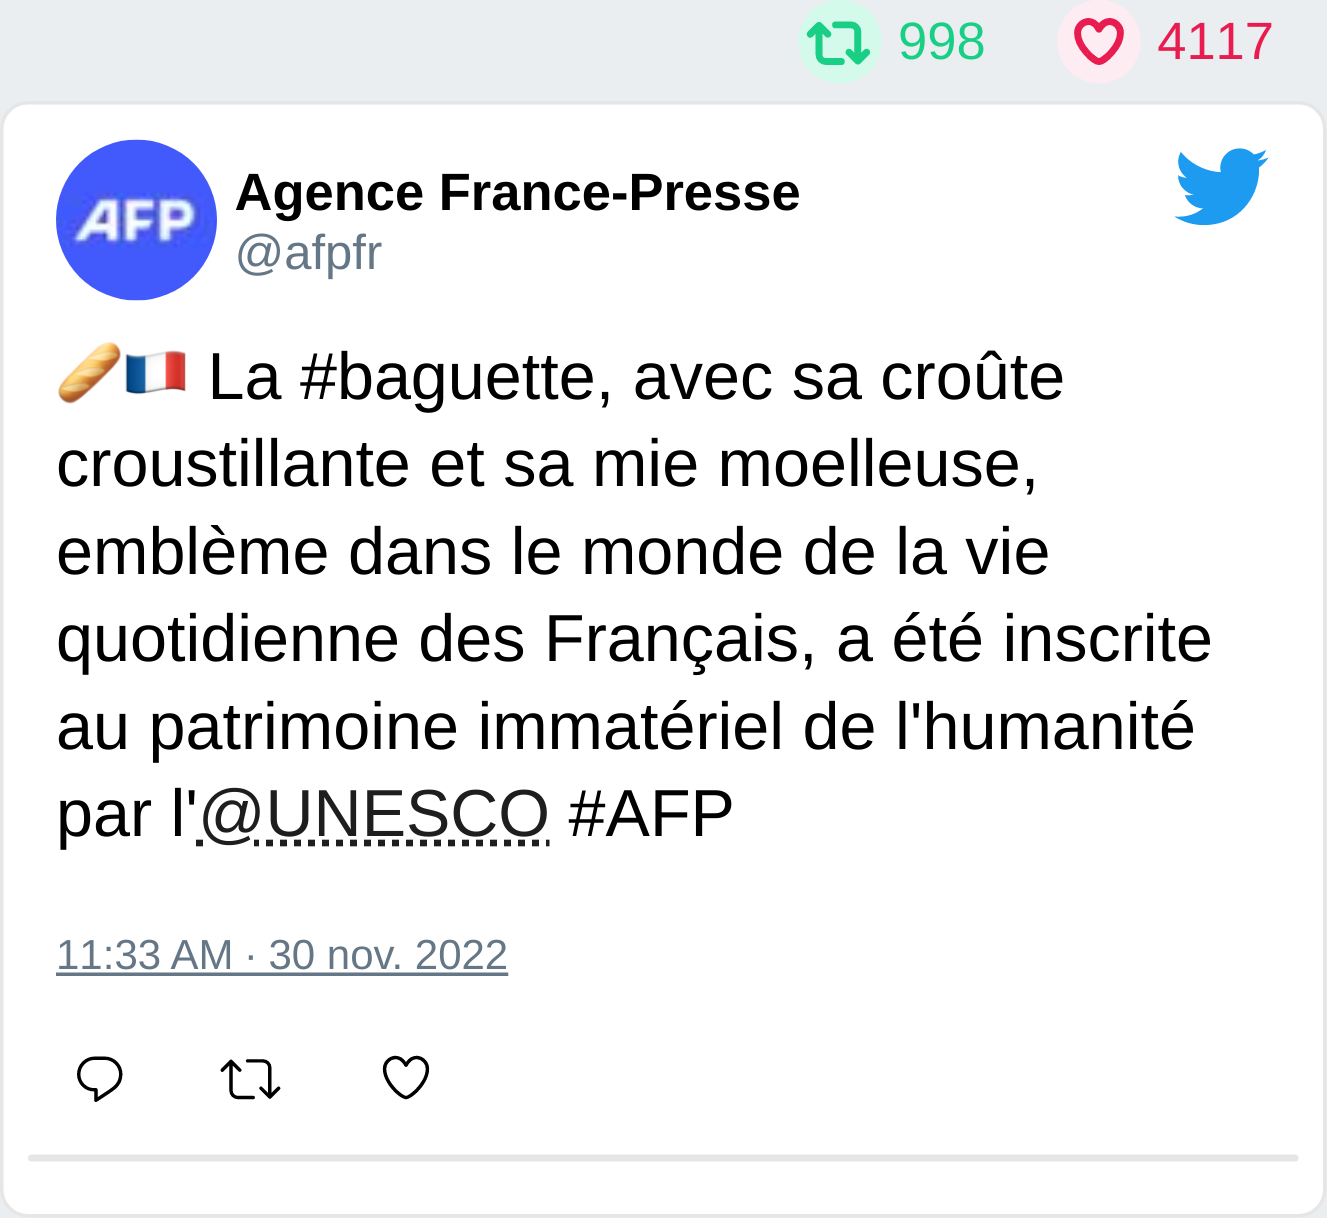 998 4117
AFP
Agence France-Presse
@afpfr
🥖🇫🇷 La #baguette, avec sa croûte
croustillante et sa mie moelleuse,
emblème dans le monde de la vie
quotidienne des Français, a été inscrite
au patrimoine immatériel de l'humanité
par l'@UNESCO #AFP
11:33 AM · 30 nov. 2022